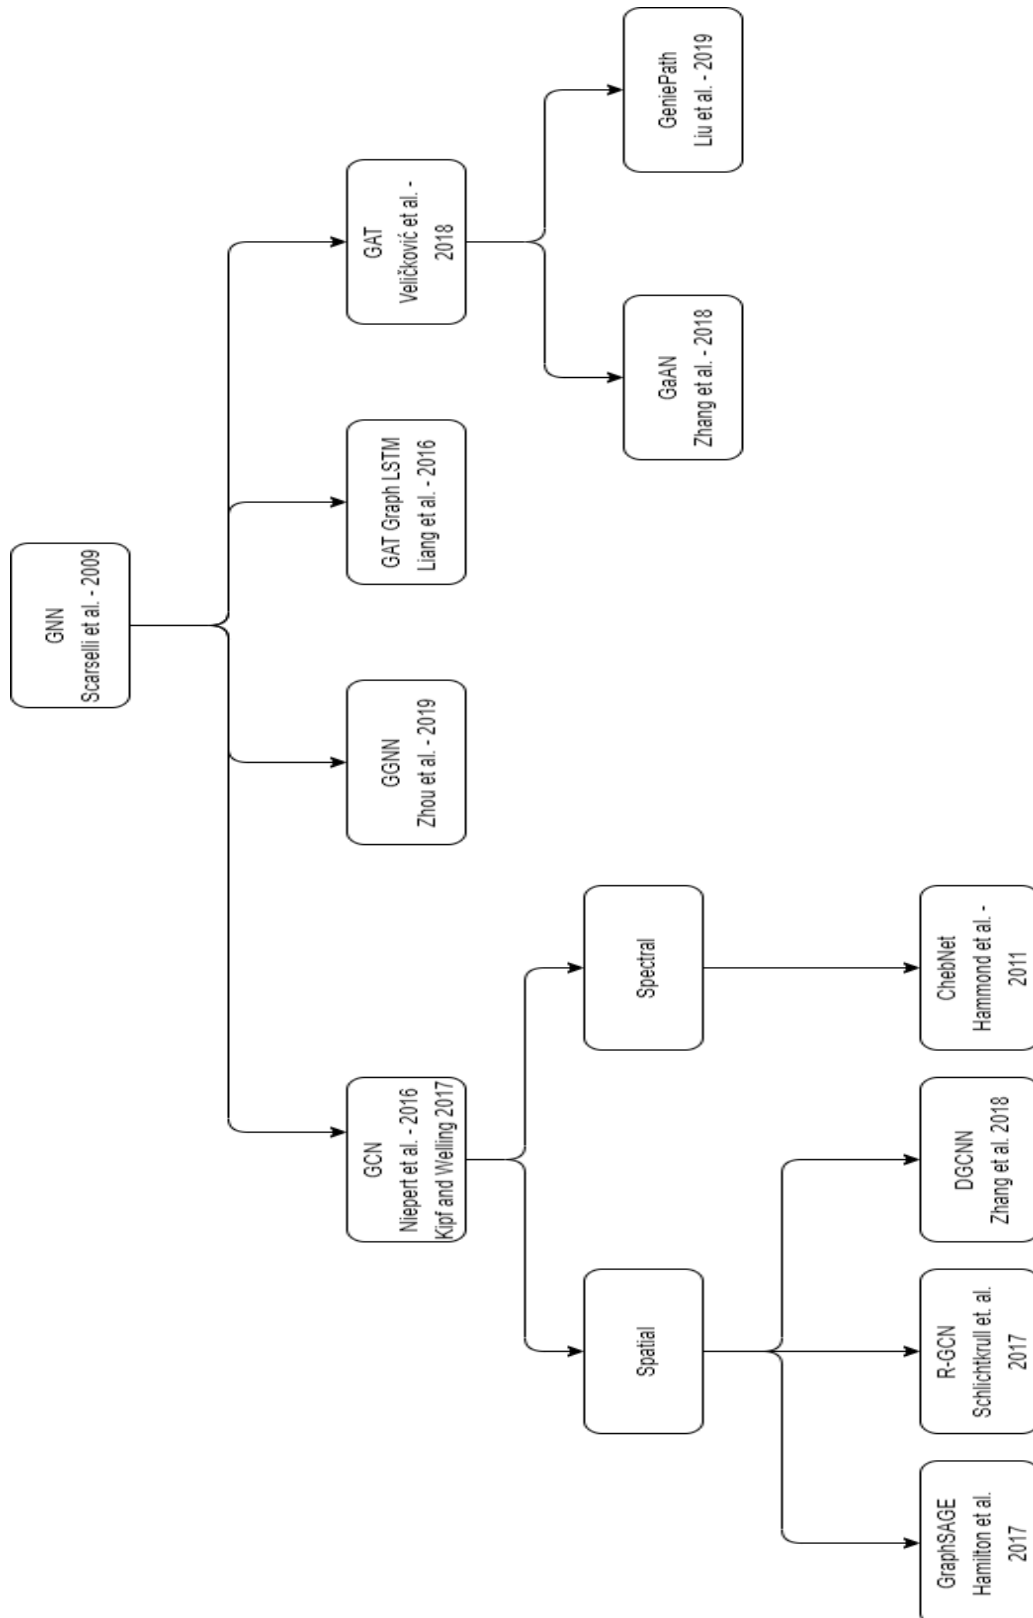 GNN
Scarselli et al. - 2009
GCN
Niepert et al. - 2016
Kipf and Welling 2017
GGNN
Zhou et al. - 2019
GAT Graph LSTM
Liang et al. - 2016
GAT
Veličković et al. -
2018
Spatial
Spectral
GaAN
Zhang et al. - 2018
GeniePath
Liu et al. - 2019
GraphSAGE
Hamilton et al.
2017
R-GCN
Schlichtkrull et. al.
2017
DGCNN
Zhang et al. 2018
ChebNet
Hammond et al. -
2011